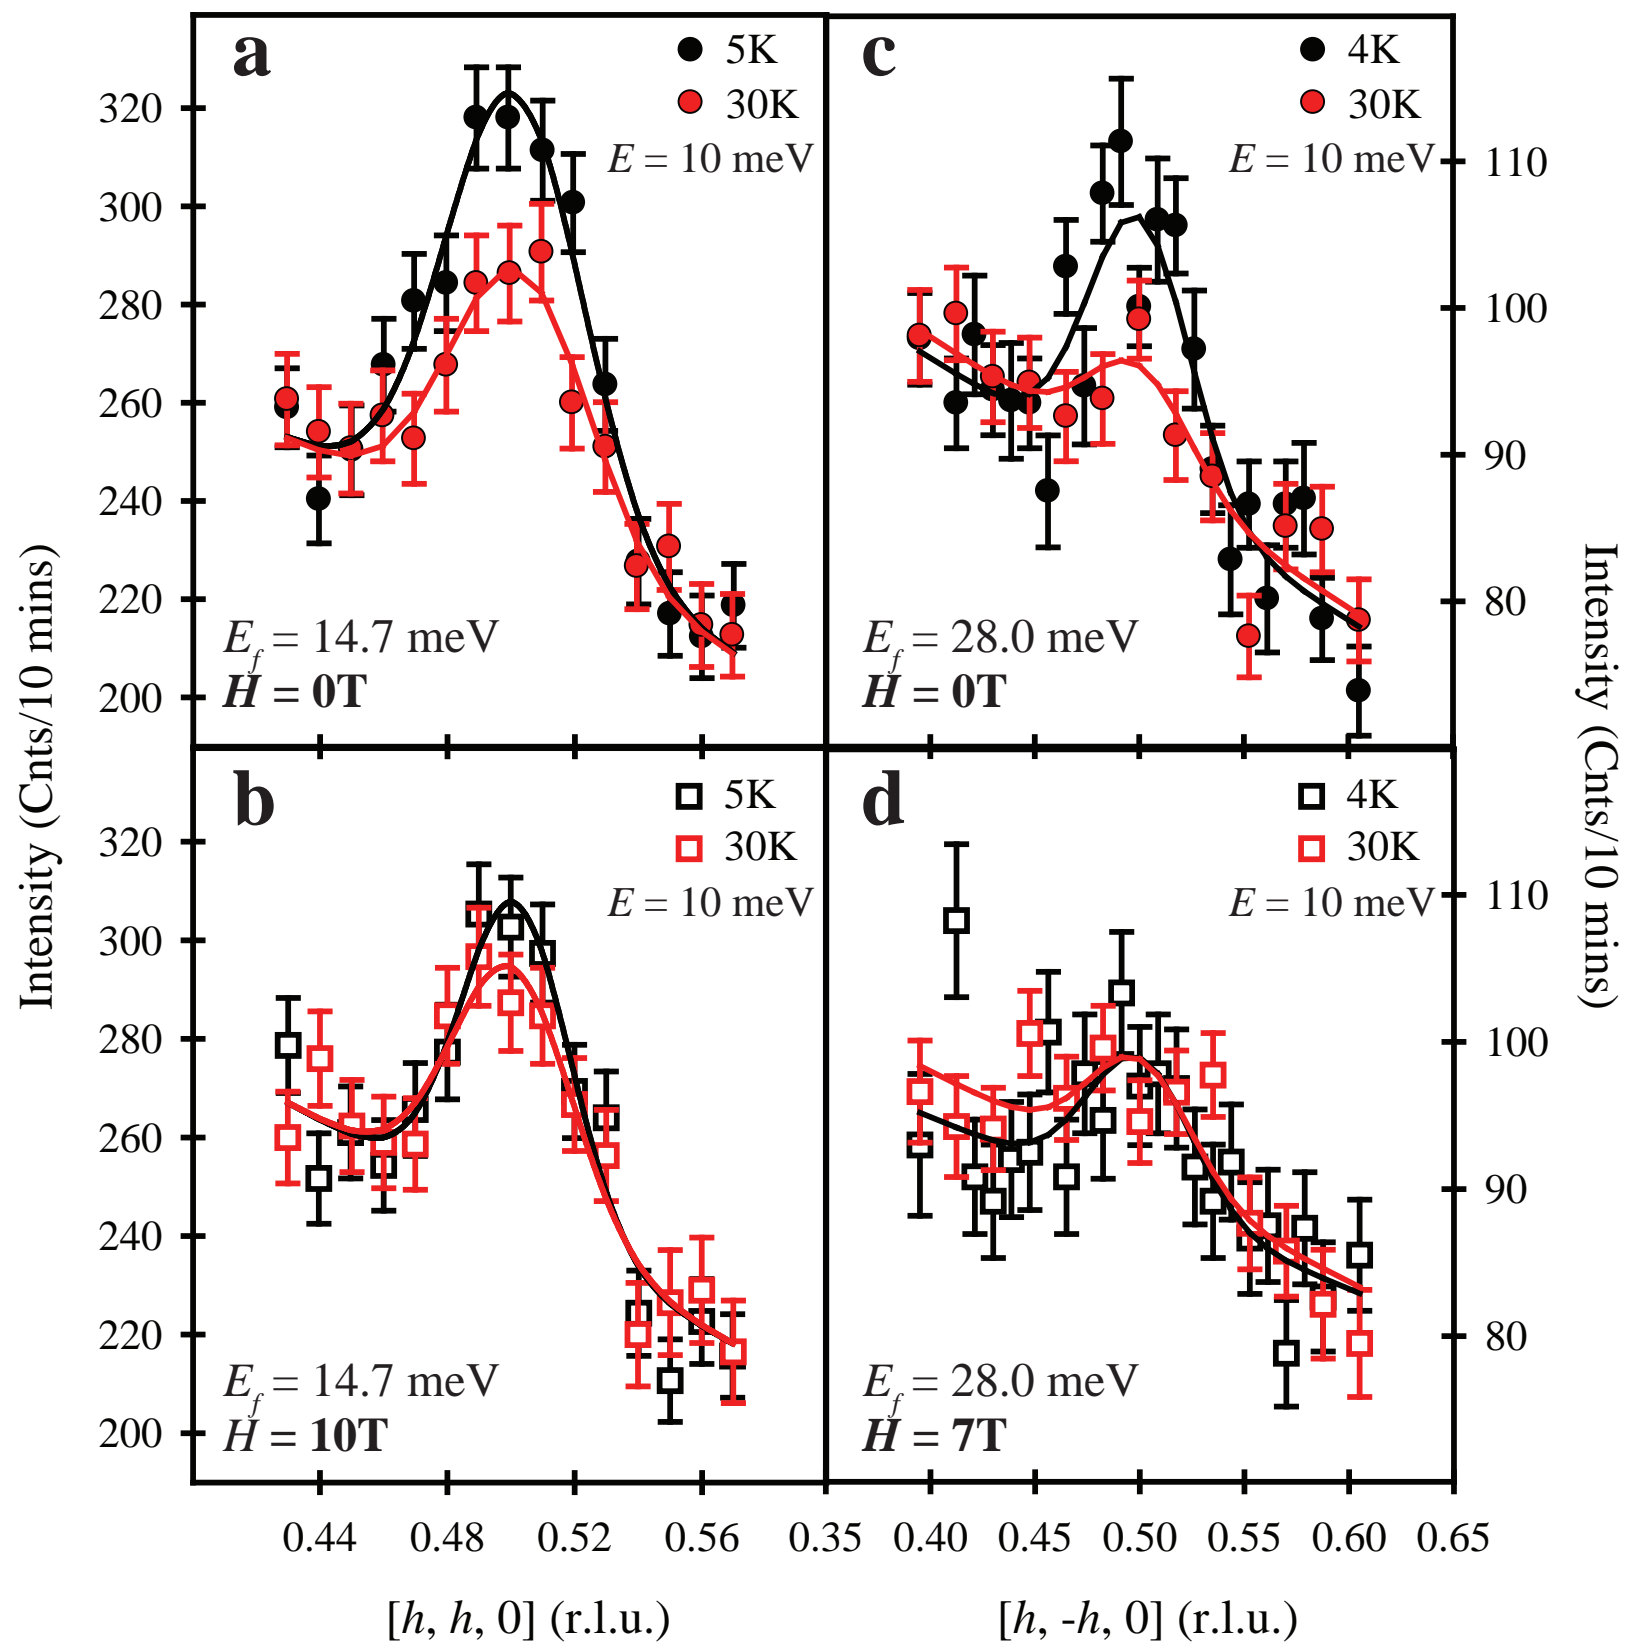 a
5K
30K
E = 10 meV
320
300
280
260
240
220
200
E_f = 14.7 meV
H = 0T
c
4K
30K
E = 10 meV
110
100
90
80
E_f = 28.0 meV
H = 0T
Intensity (Cnts/10 mins)
Intensity (Cnts/10 mins)
b
5K
30K
E = 10 meV
320
300
280
260
240
220
200
E_f = 14.7 meV
H = 10T
d
4K
30K
E = 10 meV
110
100
90
80
E_f = 28.0 meV
H = 7T
0.44 0.48 0.52 0.56 0.35 0.40 0.45 0.50 0.55 0.60 0.65
[h, h, 0] (r.l.u.)
[h, -h, 0] (r.l.u.)